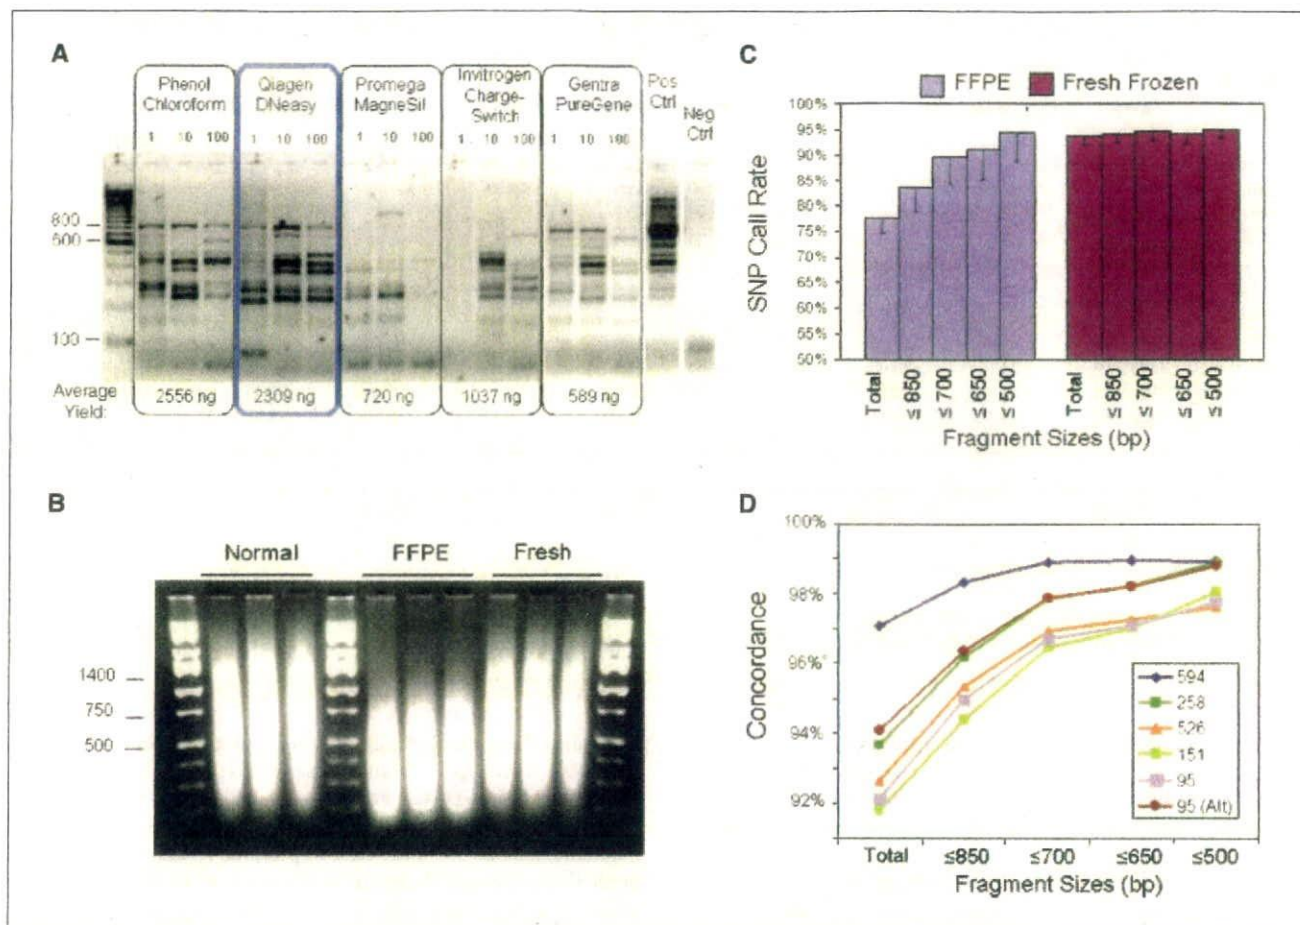 A
Phenol Chloroform
Qiagen DNeasy
Promega MagneSil
Invitrogen Charge-Switch
Gentra PureGene
Pos Ctrl
Neg Ctrl
1 10 100
1 10 100
1 10 100
1 10 100
1 10 100
800
600
100
Average Yield:
2556 ng
2309 ng
720 ng
1037 ng
589 ng
B
Normal
FFPE
Fresh
1400
750
500
C
FFPE
Fresh Frozen
SNP Call Rate
100%
95%
90%
85%
80%
75%
70%
65%
60%
55%
50%
Total
≤ 850
≤ 700
≤ 650
≤ 500
Total
≤ 850
≤ 700
≤ 650
≤ 500
Fragment Sizes (bp)
D
Concordance
100%
98%
96%
94%
92%
594
258
526
151
95
95 (Alt)
Total
≤850
≤700
≤650
≤500
Fragment Sizes (bp)